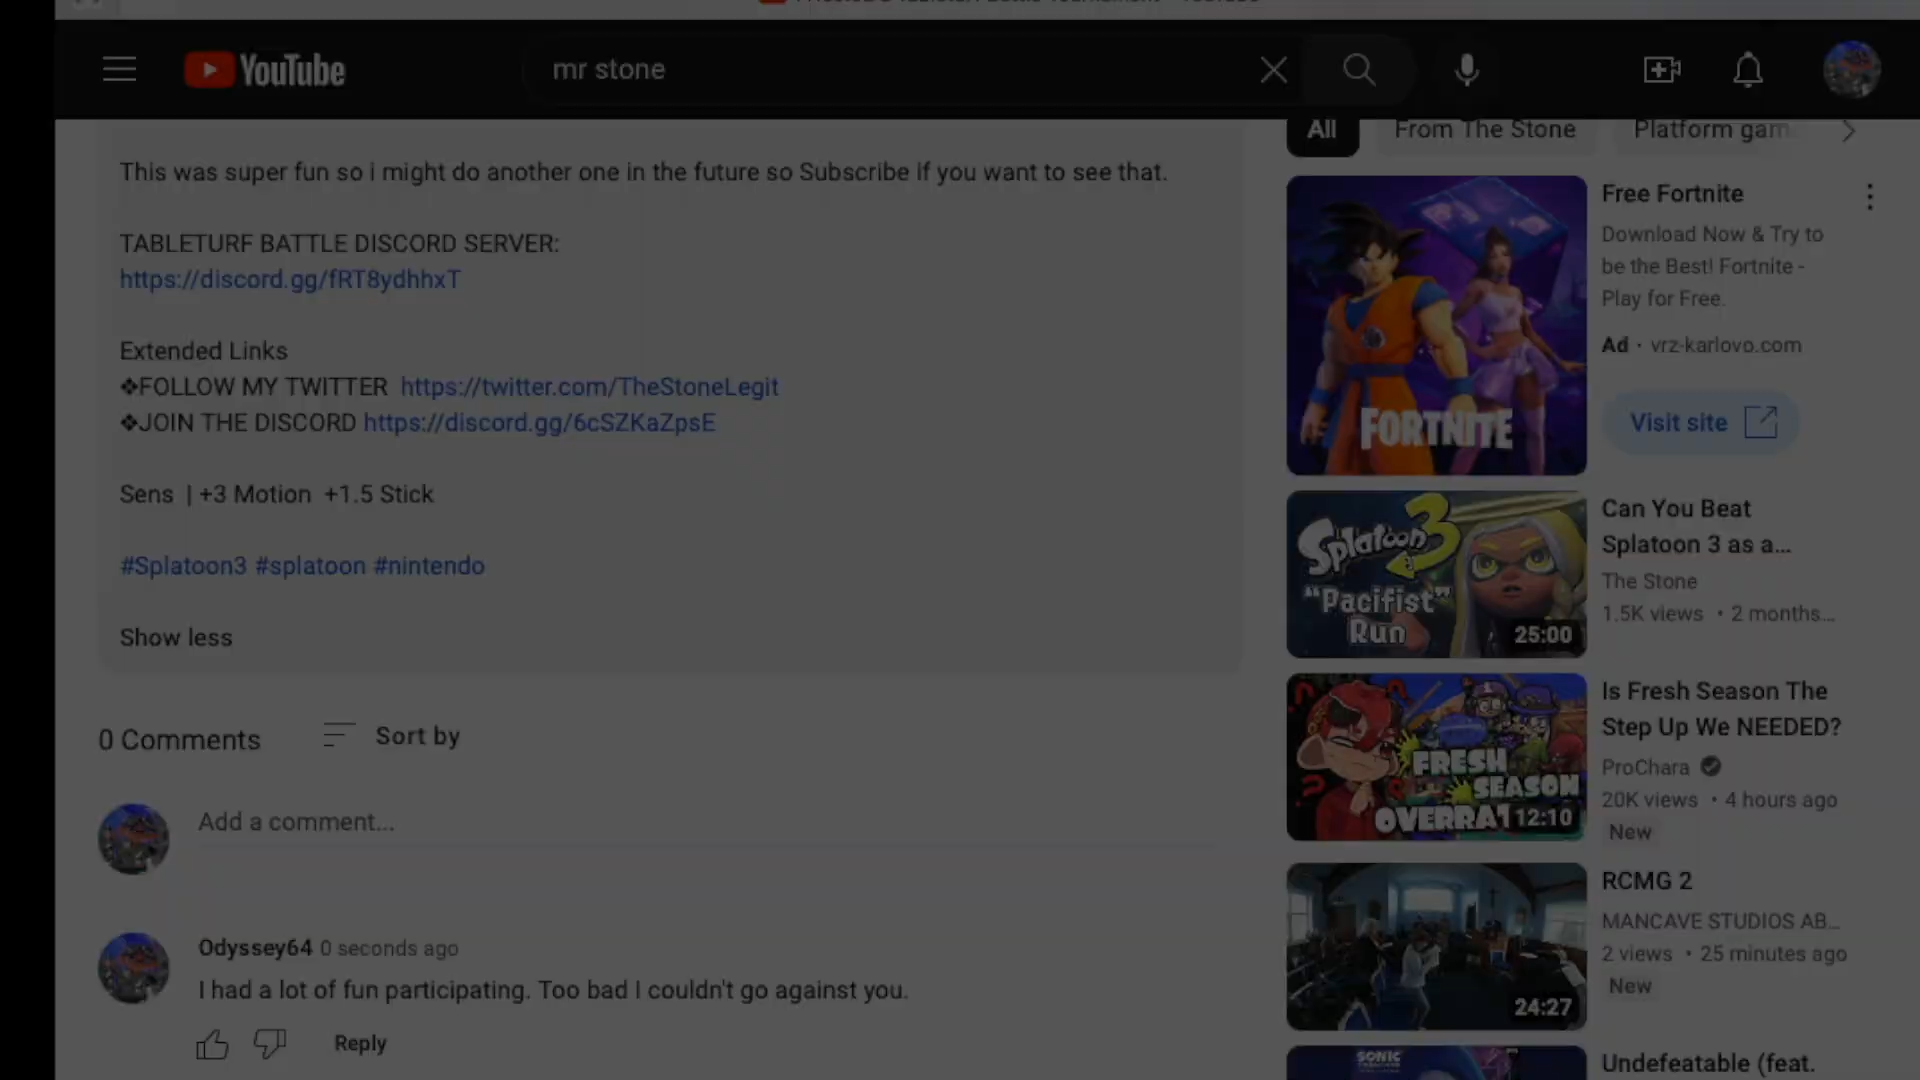 YouTube
mr stone
This was super fun so i might do another one in the future so Subscribe if you want to see that.
TABLETURF BATTLE DISCORD SERVER:
https://discord.gg/fRT8ydhhxT
Extended Links
❖FOLLOW MY TWITTER https://twitter.com/TheStoneLegit
❖JOIN THE DISCORD https://discord.gg/6cSZKaZpsE
Sens | +3 Motion +1.5 Stick
#Splatoon3 #splatoon #nintendo
Show less
0 Comments
Sort by
Add a comment...
Odyssey64 0 seconds ago
I had a lot of fun participating. Too bad I couldn't go against you.
Reply
All
From The Stone
Platform gam
FORTNITE
Free Fortnite
Download Now & Try to
be the Best! Fortnite -
Play for Free.
Ad · vrz-karlovo.com
Visit site
Splatoon 3
"Pacifist"
Run
25:00
Can You Beat
Splatoon 3 as a...
The Stone
1.5K views • 2 months...
FRESH
SEASON
OVERRAT
12:10
Is Fresh Season The
Step Up We NEEDED?
ProChara
20K views • 4 hours ago
New
24:27
RCMG 2
MANCAVE STUDIOS AB...
2 views • 25 minutes ago
New
SONIC
Undefeatable (feat.